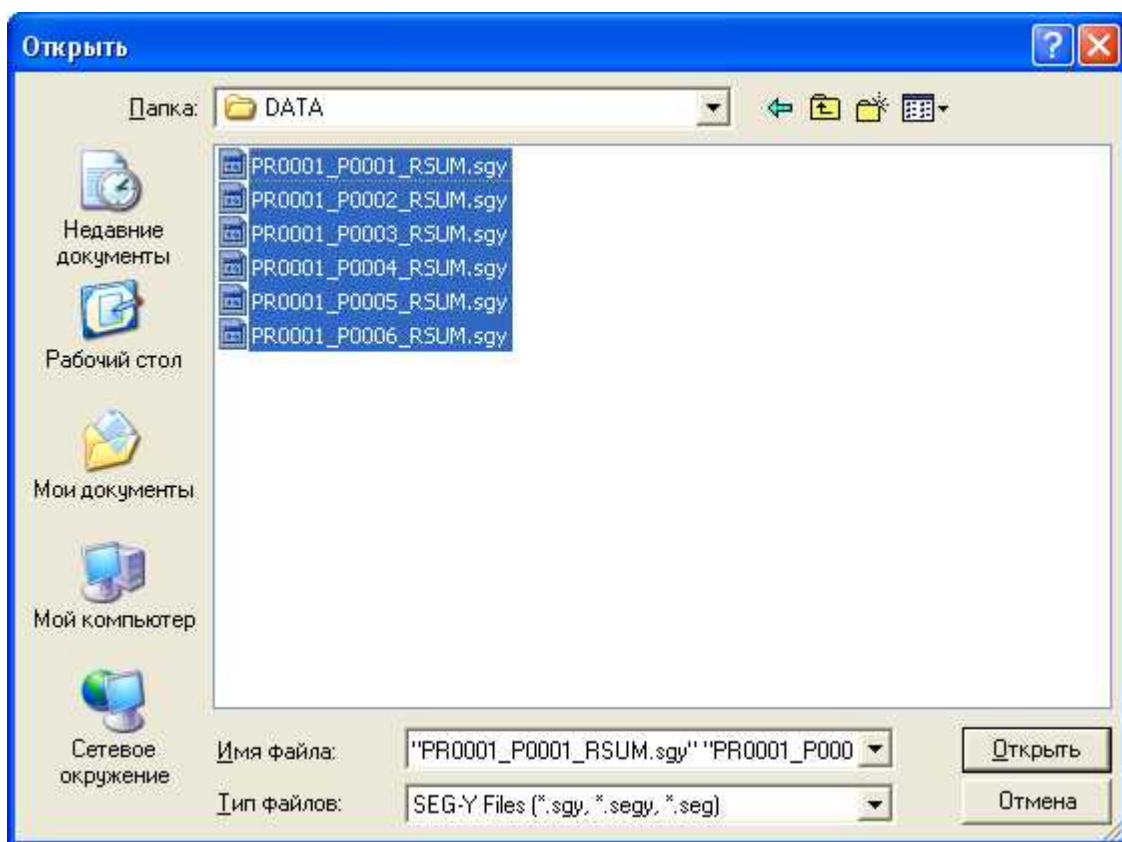 Открыть
Папка: DATA
PR0001_P0001_RSUM.sgy
PR0001_P0002_RSUM.sgy
PR0001_P0003_RSUM.sgy
PR0001_P0004_RSUM.sgy
PR0001_P0005_RSUM.sgy
PR0001_P0006_RSUM.sgy
Недавние
документы
Рабочий стол
Мои документы
Мой компьютер
Сетевое
окружение
Имя файла: "PR0001_P0001_RSUM.sgy" "PR0001_P000 Открыть
Тип файлов: SEG-Y Files (*.sgy, *.segy, *.seg) Отмена